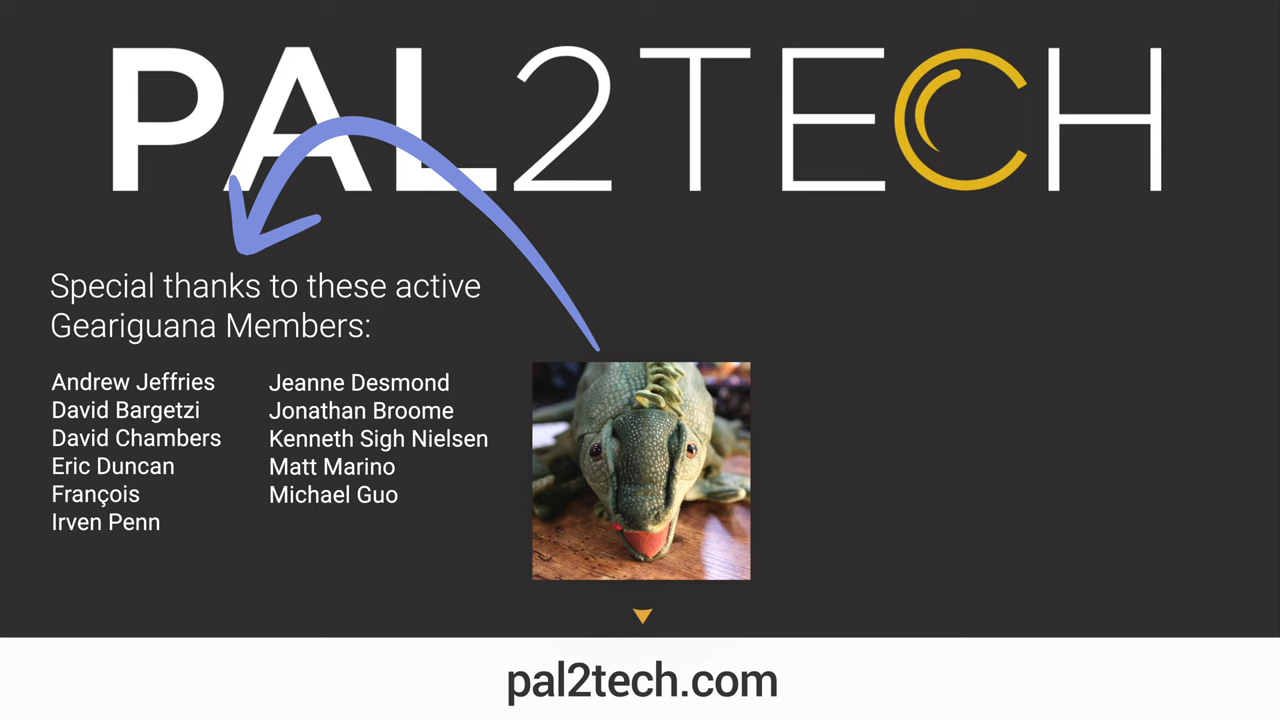 PAL2TECH
Special thanks to these active
Geariguana Members:
Andrew Jeffries
David Bargetzi
David Chambers
Eric Duncan
François
Irven Penn
Jeanne Desmond
Jonathan Broome
Kenneth Sigh Nielsen
Matt Marino
Michael Guo
pal2tech.com